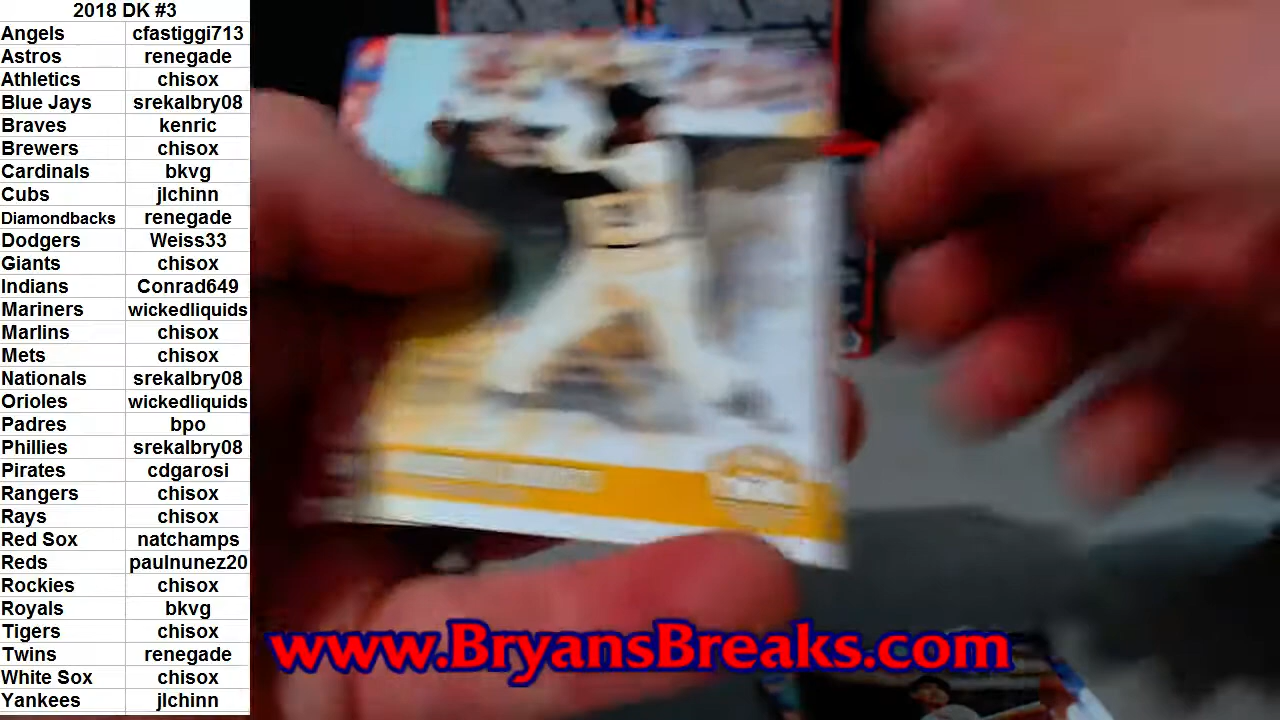 2018 DK #3
Angels cfastiggi713
Astros renegade
Athletics chisox
Blue Jays srekalbry08
Braves kenric
Brewers chisox
Cardinals bkvg
Cubs jlchinn
Diamondbacks renegade
Dodgers Weiss33
Giants chisox
Indians Conrad649
Mariners wickedliquids
Marlins chisox
Mets chisox
Nationals srekalbry08
Orioles wickedliquids
Padres bpo
Phillies srekalbry08
Pirates cdgarosi
Rangers chisox
Rays chisox
Red Sox natchamps
Reds paulnunez20
Rockies chisox
Royals bkvg
Tigers chisox
Twins renegade
White Sox chisox
Yankees jlchinn
www.BryansBreaks.com